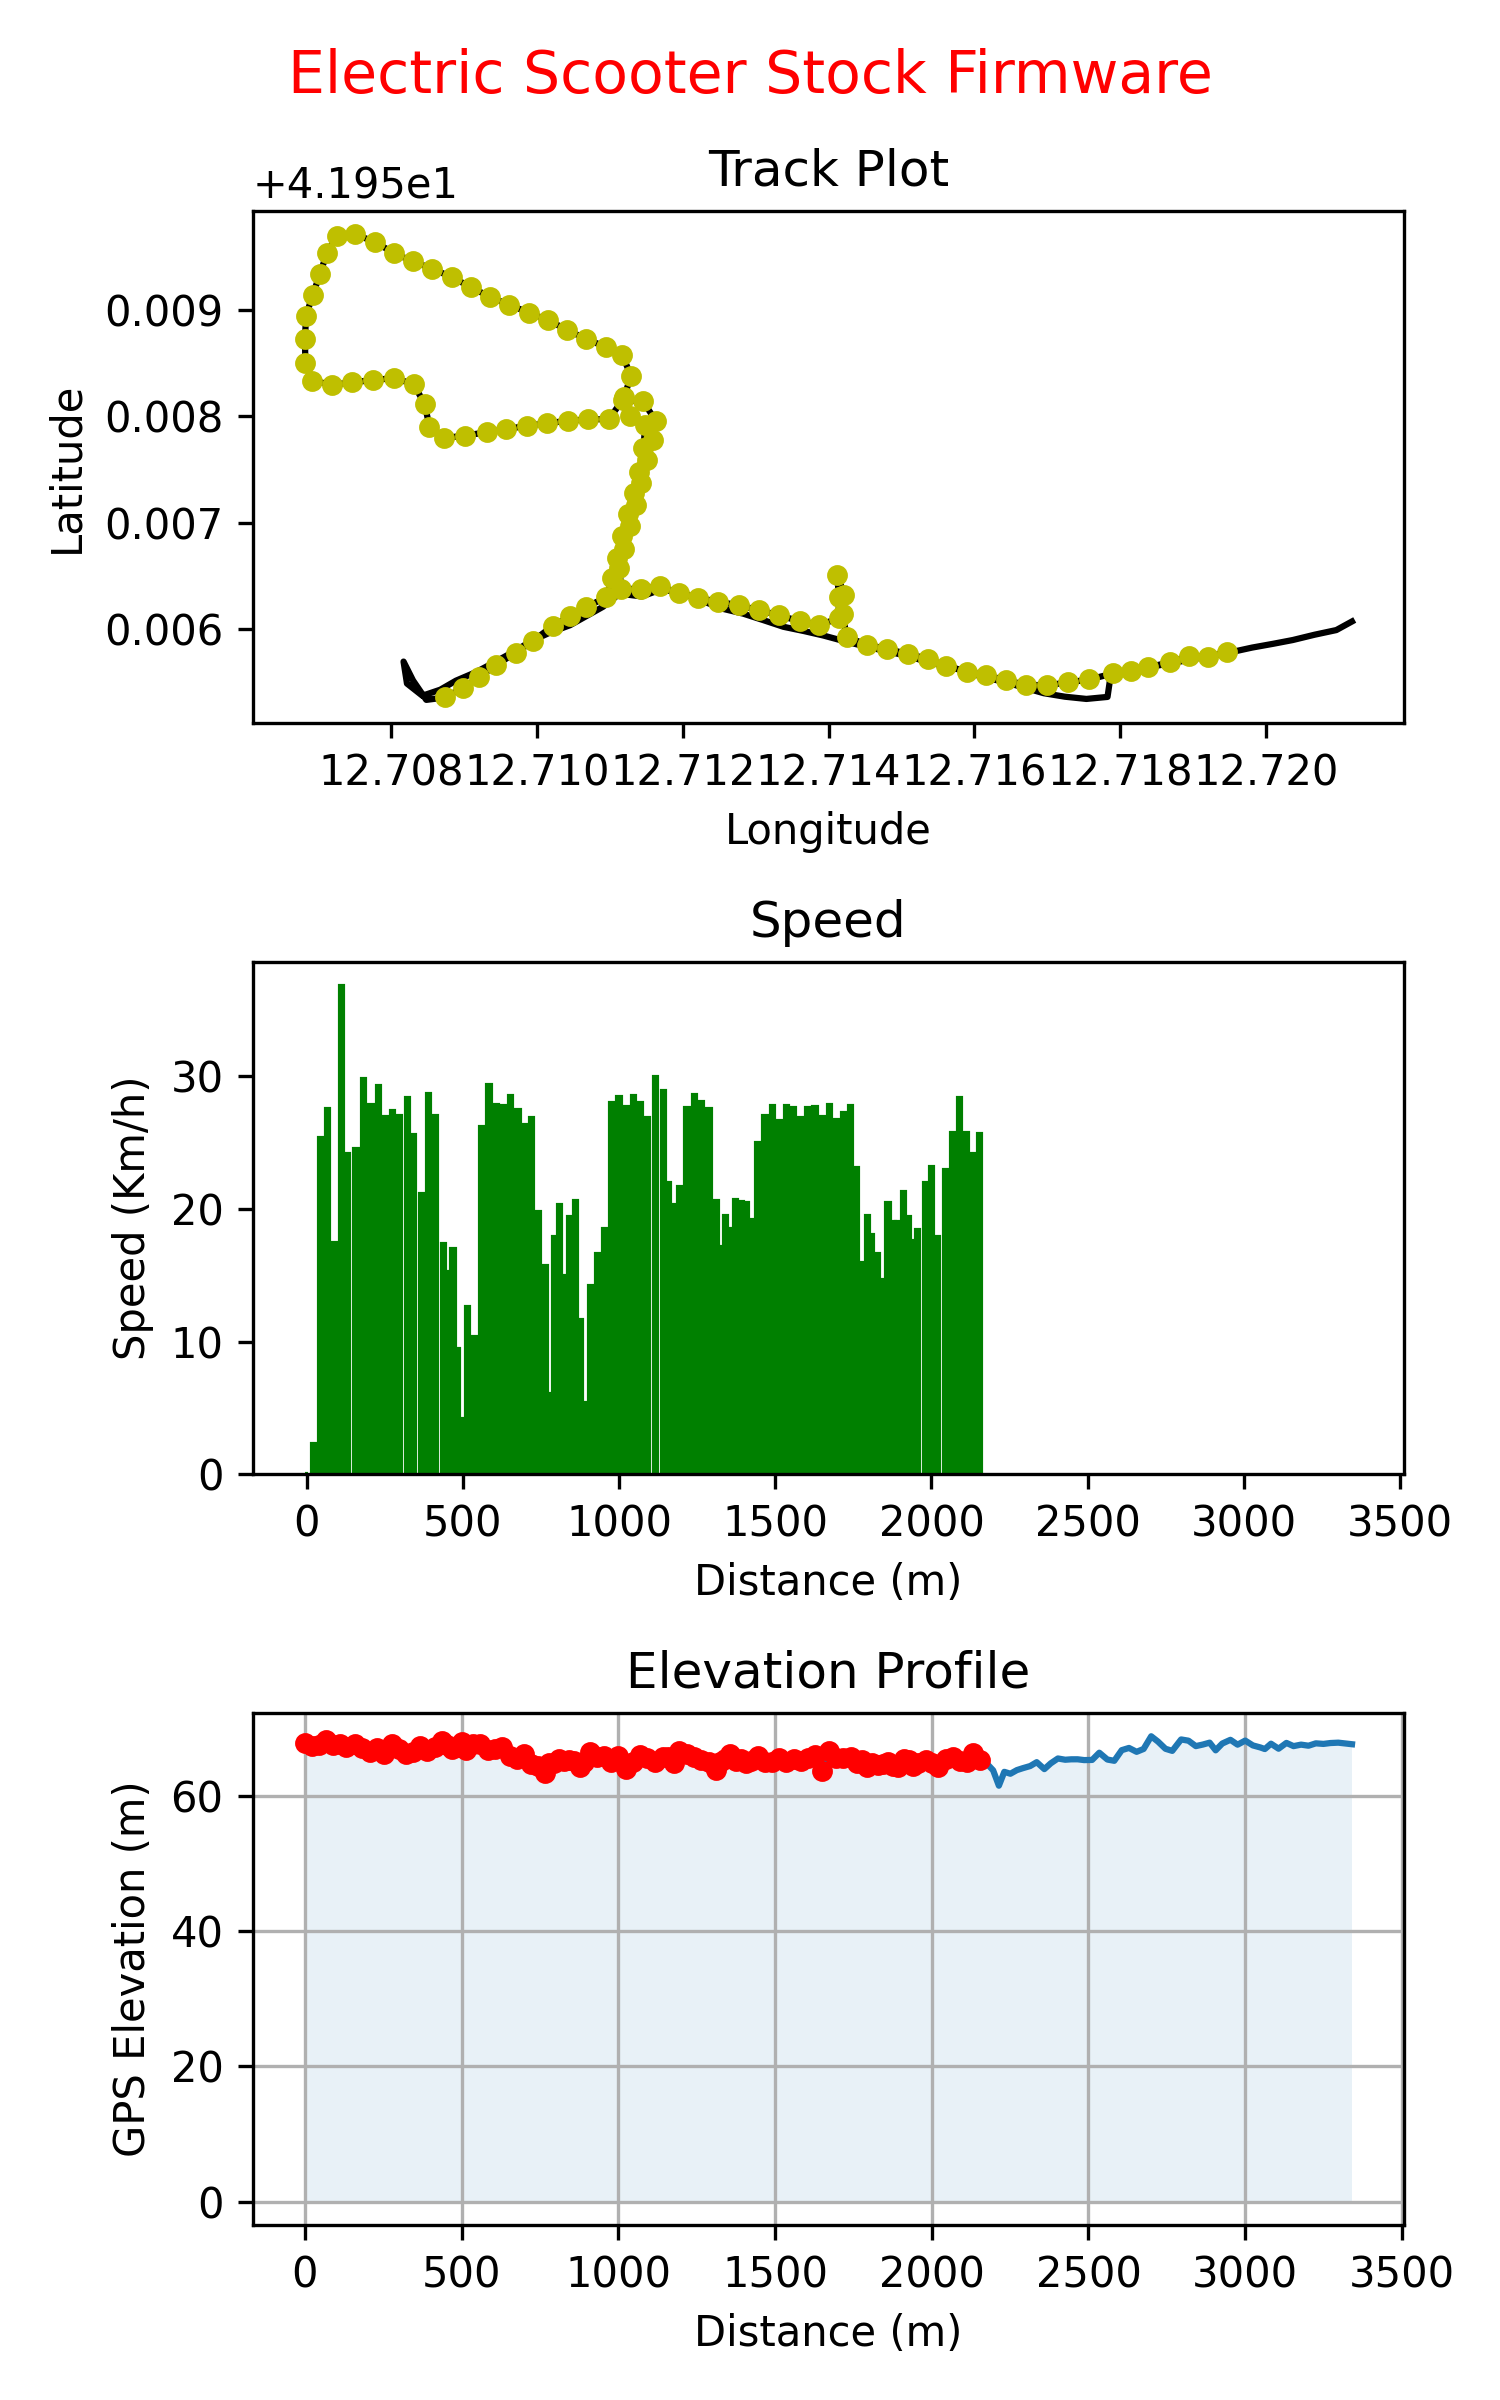 Electric Scooter Stock Firmware
Track Plot
+4.195e1
0.009
0.008
0.007
0.006
Latitude
12.708 12.710 12.712 12.714 12.716 12.718 12.720
Longitude
Speed
30
20
10
0
Speed (Km/h)
0 500 1000 1500 2000 2500 3000 3500
Distance (m)
Elevation Profile
60
40
20
0
GPS Elevation (m)
0 500 1000 1500 2000 2500 3000 3500
Distance (m)